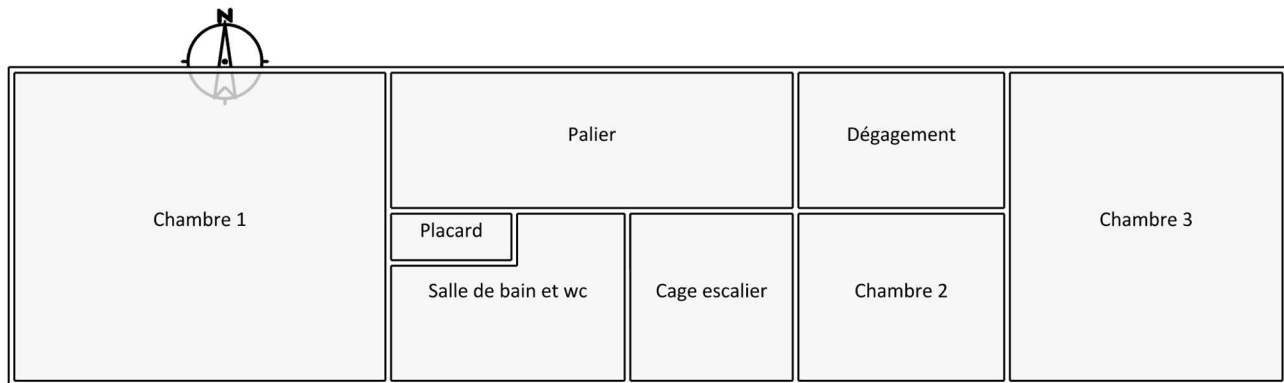 N
Palier
Dégagement
Chambre 1
Placard
Chambre 3
Salle de bain et wc
Cage escalier
Chambre 2